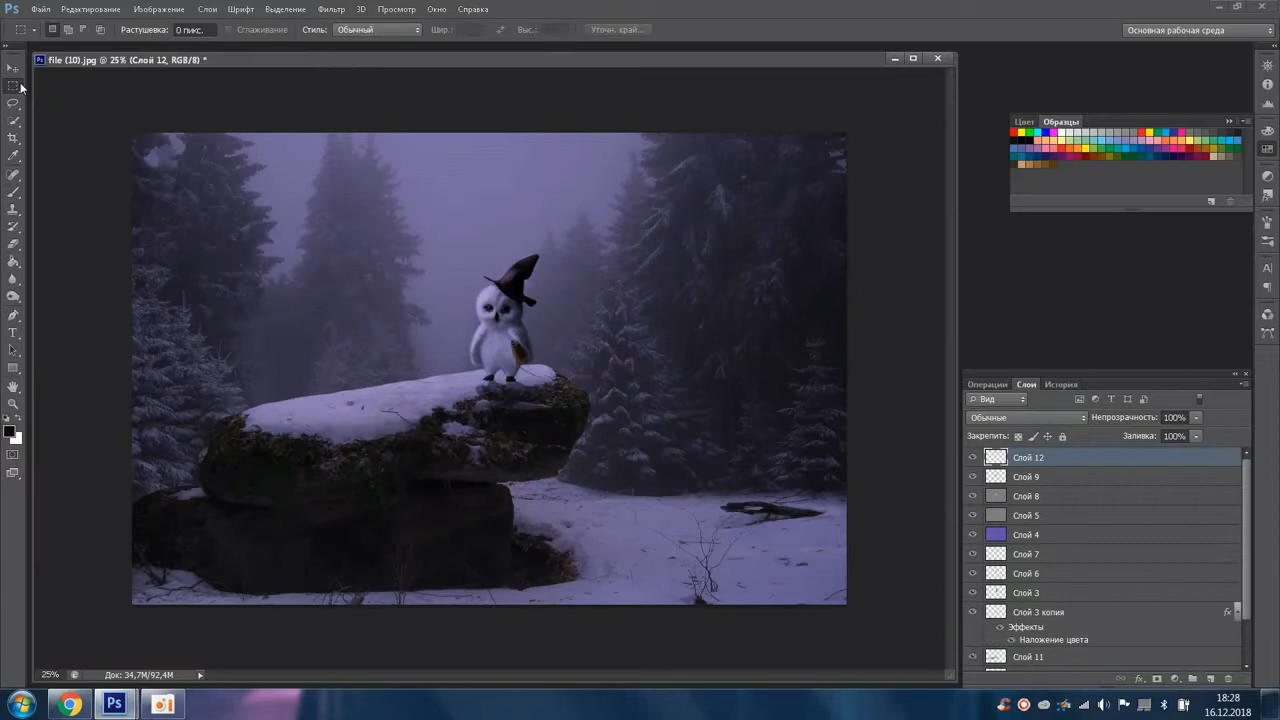 Ps Файл Редактирование Изображение Слои Шрифт Выделение Фильтр 3D Просмотр Окно Справка
Растушевка: 0 пикс. Сглаживание Стиль: Обычный Шир.: Выс.: Уточн. край... Основная рабочая среда
Ps file (10).jpg @ 25% (Слой 12, RGB/8) *
Цвет Образцы
Операции Слои История
Вид
Обычные Непрозрачность: 100%
Закрепить: Заливка: 100%
Слой 12
Слой 9
Слой 8
Слой 5
Слой 4
Слой 7
Слой 6
Слой 3
Слой 3 копия fx
Эффекты
Наложение цвета
Слой 11
25% Док: 34,7M/92,4M
Ps
18:28
16.12.2018